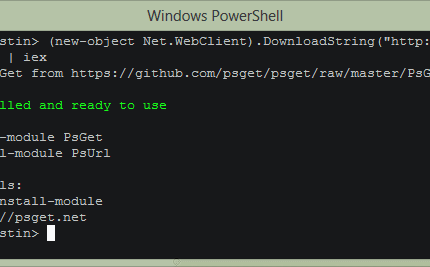 Windows PowerShell
stin> (new-object Net.WebClient).DownloadString("http:
| iex
Get from https://github.com/psget/psget/raw/master/PsG
lled and ready to use
-module PsGet
l-module PsUrl
ls:
nstall-module
//psget.net
stin>